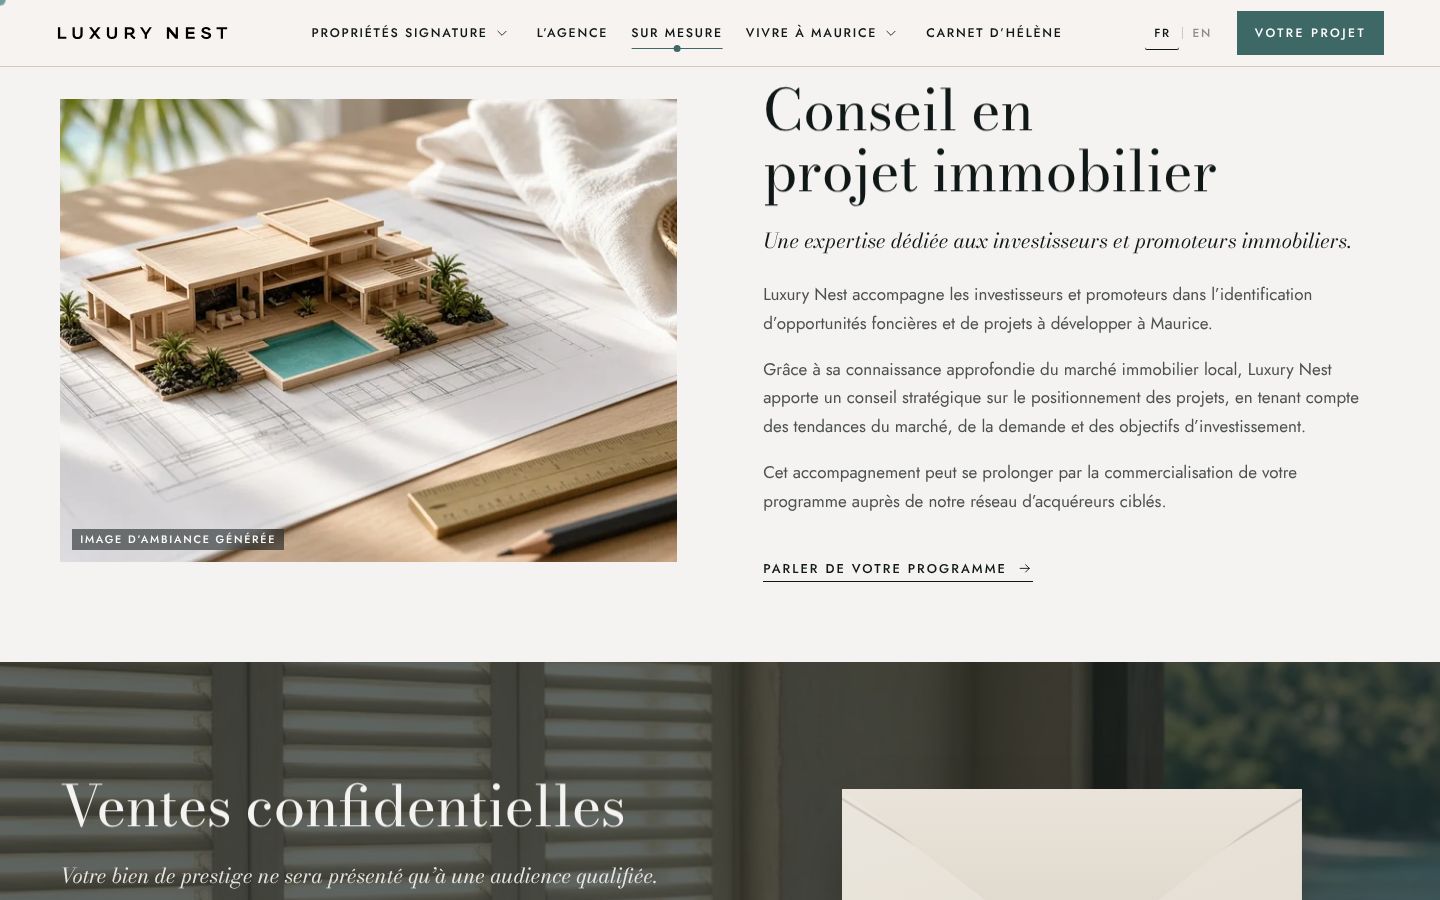 LUXURY NEST
PROPRIÉTÉS SIGNATURE
L’AGENCE
SUR MESURE
VIVRE À MAURICE
CARNET D’HÉLÈNE
FR
EN
VOTRE PROJET
Conseil en
projet immobilier
Une expertise dédiée aux investisseurs et promoteurs immobiliers.
Luxury Nest accompagne les investisseurs et promoteurs dans l’identification
d’opportunités foncières et de projets à développer à Maurice.
Grâce à sa connaissance approfondie du marché immobilier local, Luxury Nest
apporte un conseil stratégique sur le positionnement des projets, en tenant compte
des tendances du marché, de la demande et des objectifs d’investissement.
Cet accompagnement peut se prolonger par la commercialisation de votre
programme auprès de notre réseau d’acquéreurs ciblés.
PARLER DE VOTRE PROGRAMME →
IMAGE D’AMBIANCE GÉNÉRÉE
Ventes confidentielles
Votre bien de prestige ne sera présenté qu’à une audience qualifiée.